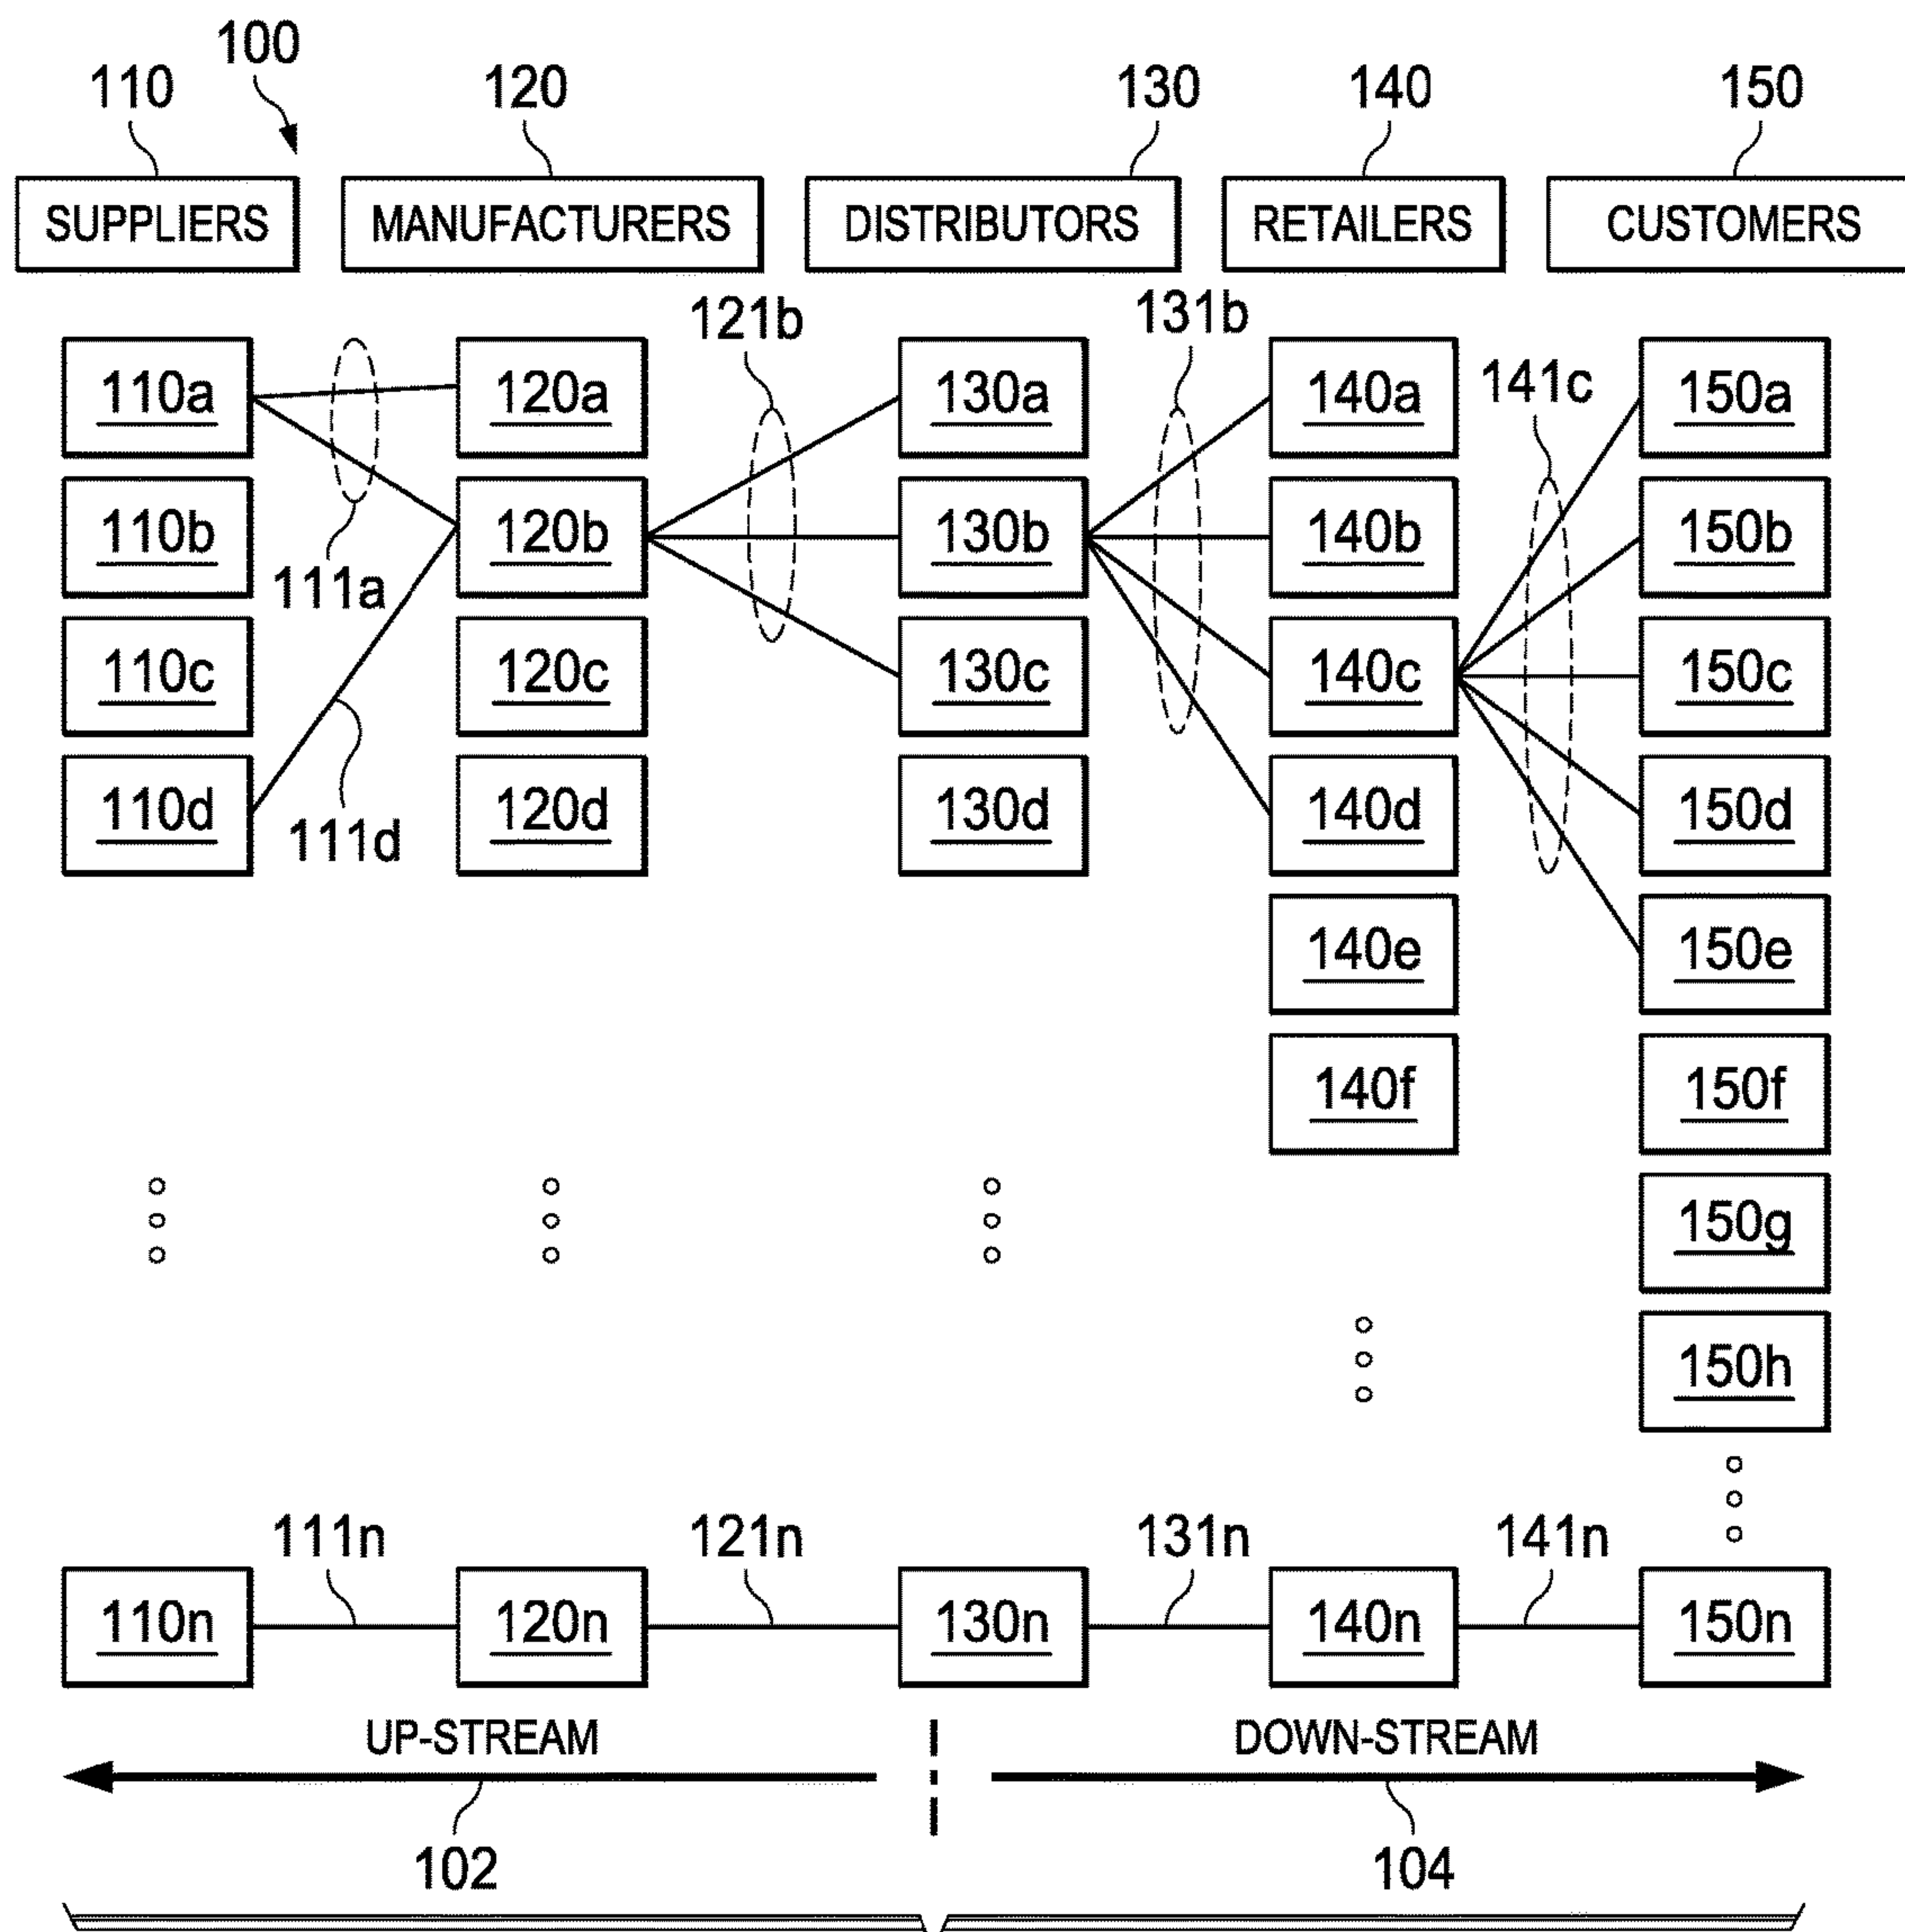 100
110 120 130 140 150
SUPPLIERS MANUFACTURERS DISTRIBUTORS RETAILERS CUSTOMERS
121b 131b
141c
110a 120a 130a 140a 150a
110b 120b 130b 140b 150b
111a
110c 120c 130c 140c 150c
110d 120d 130d 140d 150d
111d
140e 150e
140f 150f
150g
150h
111n 121n 131n 141n
110n 120n 130n 140n 150n
UP-STREAM DOWN-STREAM
102 104